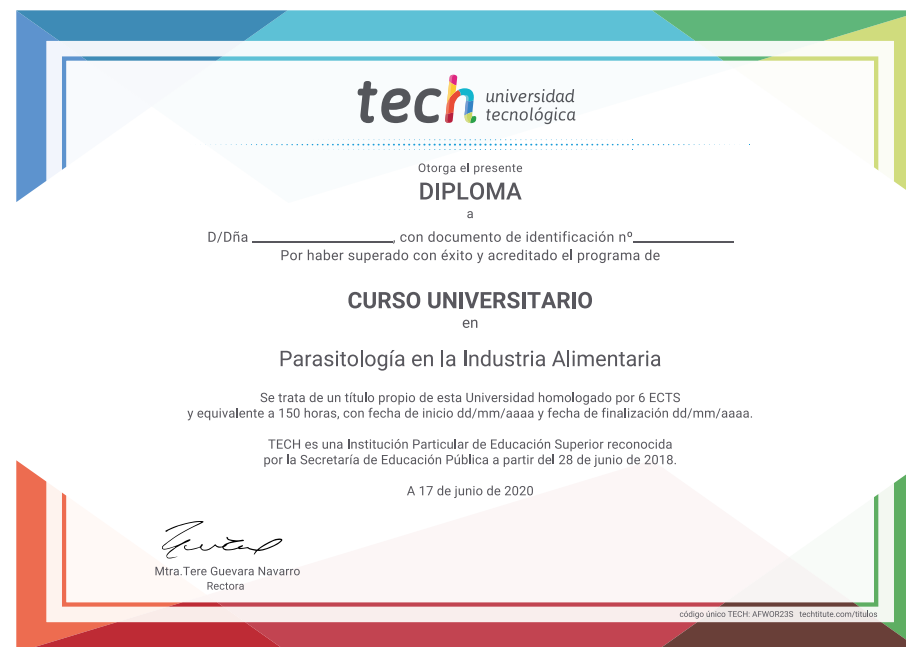 tech universidad
tecnológica
Otorga el presente
DIPLOMA
a
D/Dña ____________________, con documento de identificación nº______________
Por haber superado con éxito y acreditado el programa de
CURSO UNIVERSITARIO
en
Parasitología en la Industria Alimentaria
Se trata de un título propio de esta Universidad homologado por 6 ECTS
y equivalente a 150 horas, con fecha de inicio dd/mm/aaaa y fecha de finalización dd/mm/aaaa.
TECH es una Institución Particular de Educación Superior reconocida
por la Secretaría de Educación Pública a partir del 28 de junio de 2018.
A 17 de junio de 2020
Mtra.Tere Guevara Navarro
Rectora
código único TECH: AFWOR23S techtitute.com/titulos